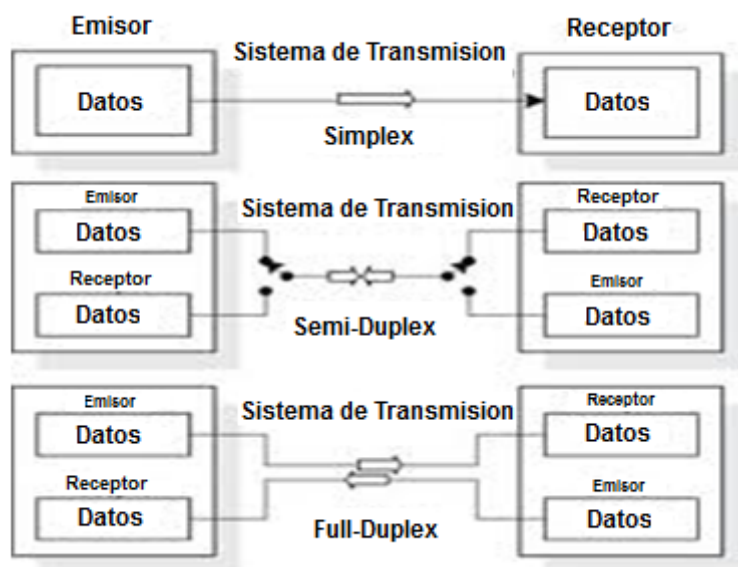 Emisor
Sistema de Transmision
Receptor
Datos
Datos
Simplex
Emisor
Sistema de Transmision
Receptor
Datos
Datos
Receptor
Emisor
Datos
Datos
Semi-Duplex
Emisor
Sistema de Transmision
Receptor
Datos
Datos
Receptor
Emisor
Datos
Datos
Full-Duplex